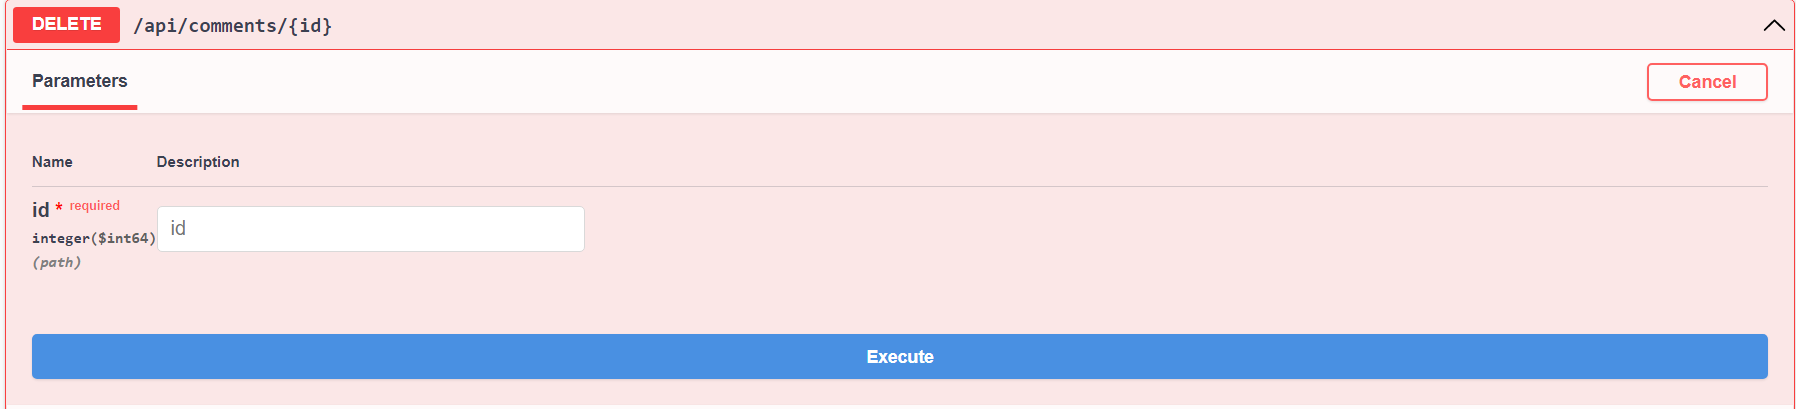 DELETE /api/comments/{id}
Parameters Cancel
Name Description
id * required
integer($int64)
(path)
id
Execute